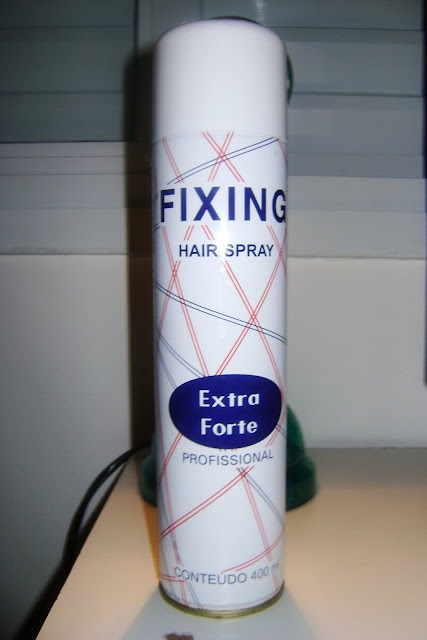 FIXING
HAIR SPRAY
Extra
Forte
PROFISSIONAL
CONTEÚDO 400 ml